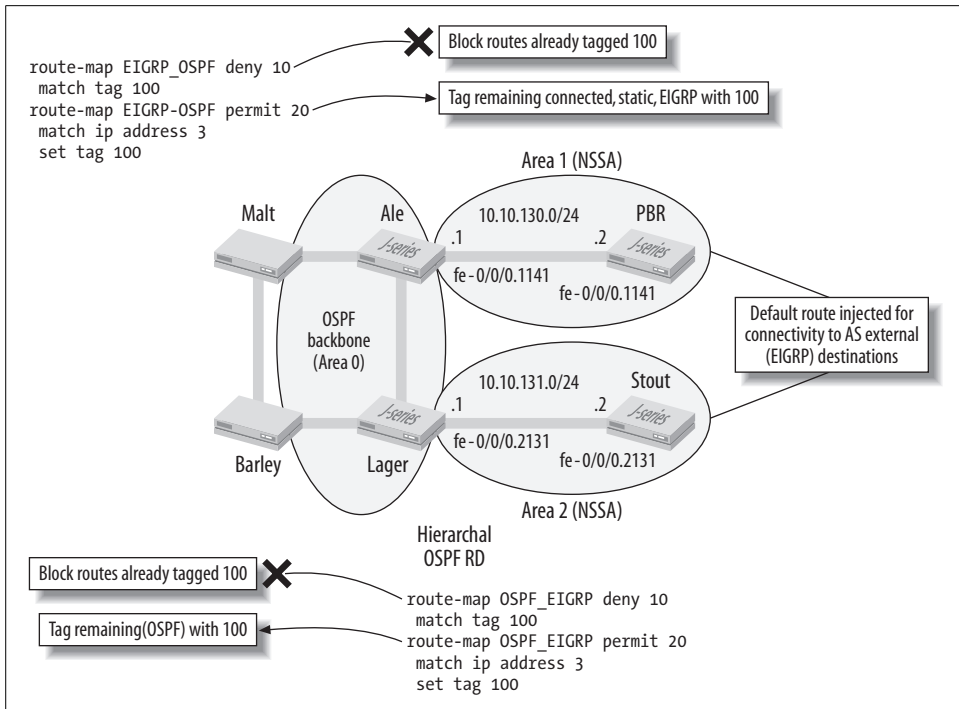 Block routes already tagged 100
route-map EIGRP_OSPF deny 10
match tag 100
route-map EIGRP-OSPF permit 20
match ip address 3
set tag 100
Tag remaining connected, static, EIGRP with 100
Area 1 (NSSA)
Malt
Ale
10.10.130.0/24
PBR
.1
.2
J-series
J-series
fe-0/0/0.1141
fe-0/0/0.1141
OSPF
backbone
(Area 0)
Default route injected for
connectivity to AS external
(EIGRP) destinations
10.10.131.0/24
Stout
.1
.2
J-series
J-series
fe-0/0/0.2131
fe-0/0/0.2131
Barley
Lager
Area 2 (NSSA)
Hierarchal
OSPF RD
Block routes already tagged 100
Tag remaining(OSPF) with 100
route-map OSPF_EIGRP deny 10
match tag 100
route-map OSPF_EIGRP permit 20
match ip address 3
set tag 100